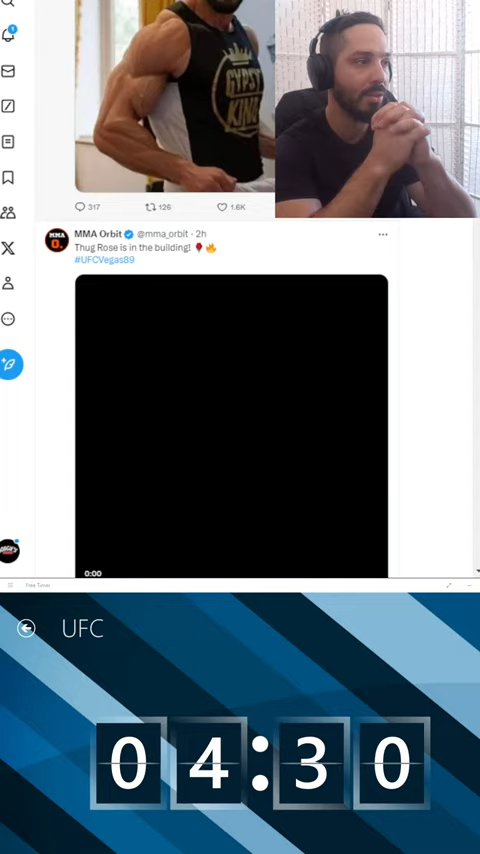 GYPSY
KING
317
126
1.6K
MMA
O.
MMA Orbit @mma_orbit · 2h
Thug Rose is in the building! 🌹🔥
#UFCVegas89
0:00
Free Timer
UFC
04:30